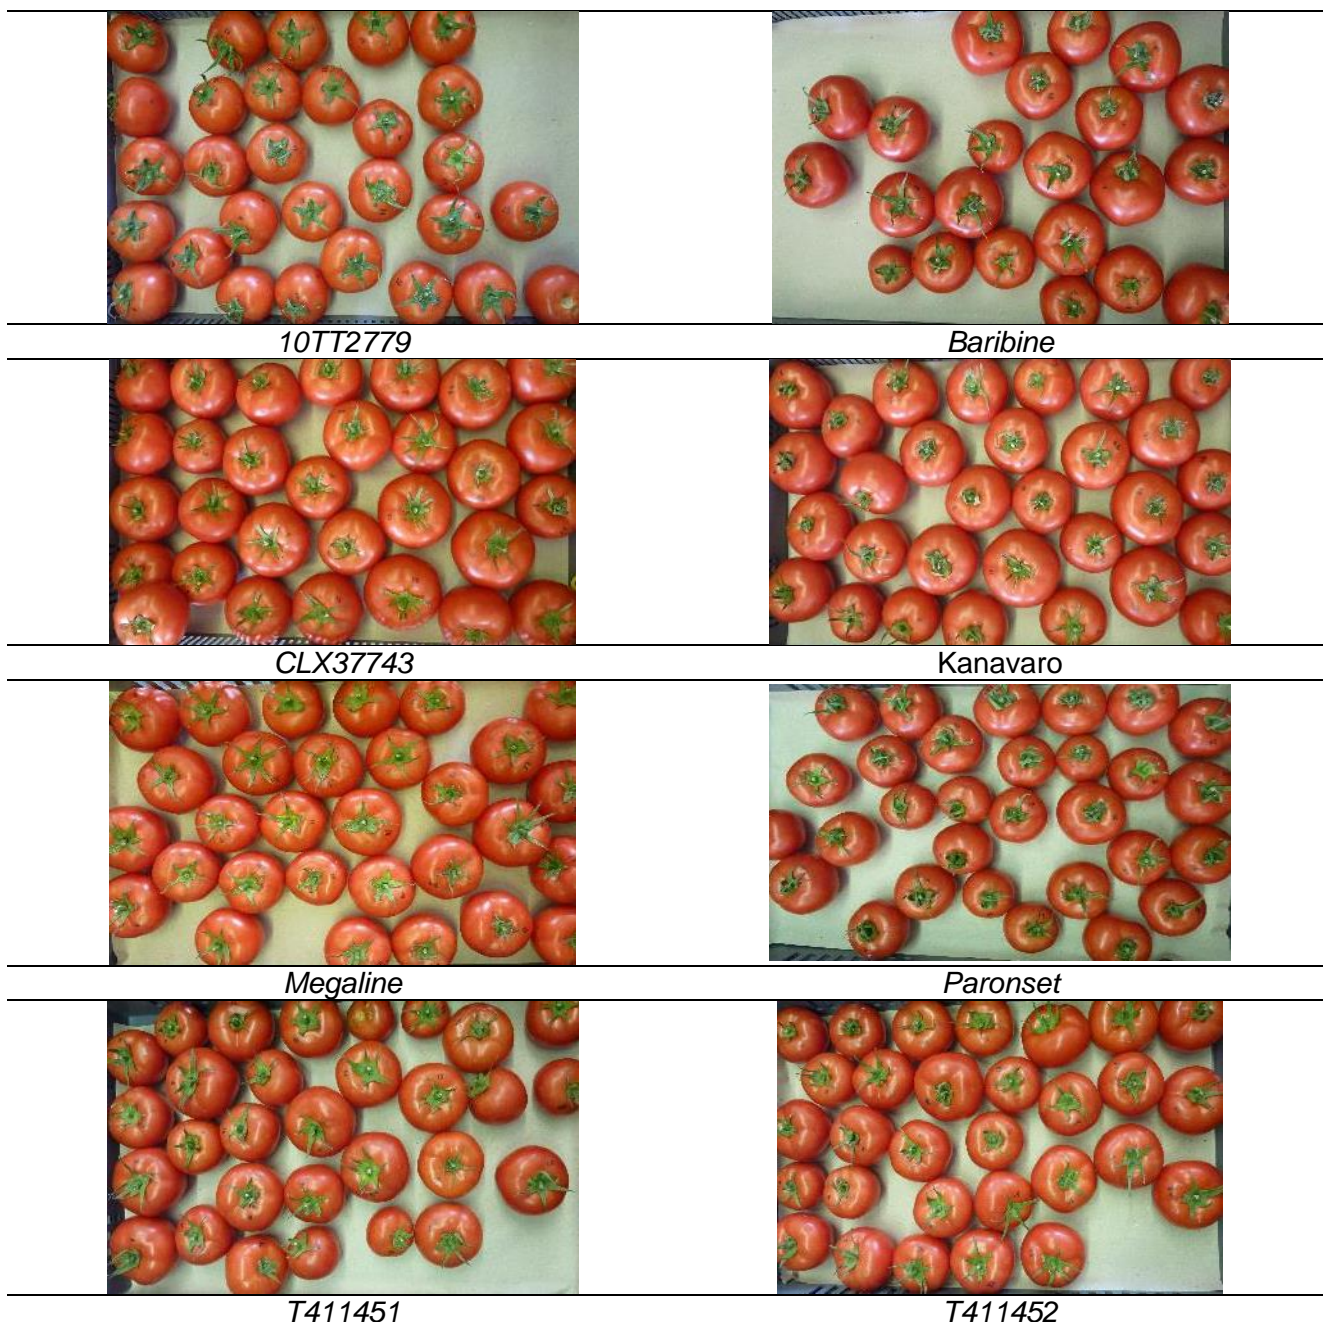 10TT2779
Baribine
CLX37743
Kanavaro
Megaline
Paronset
T411451
T411452